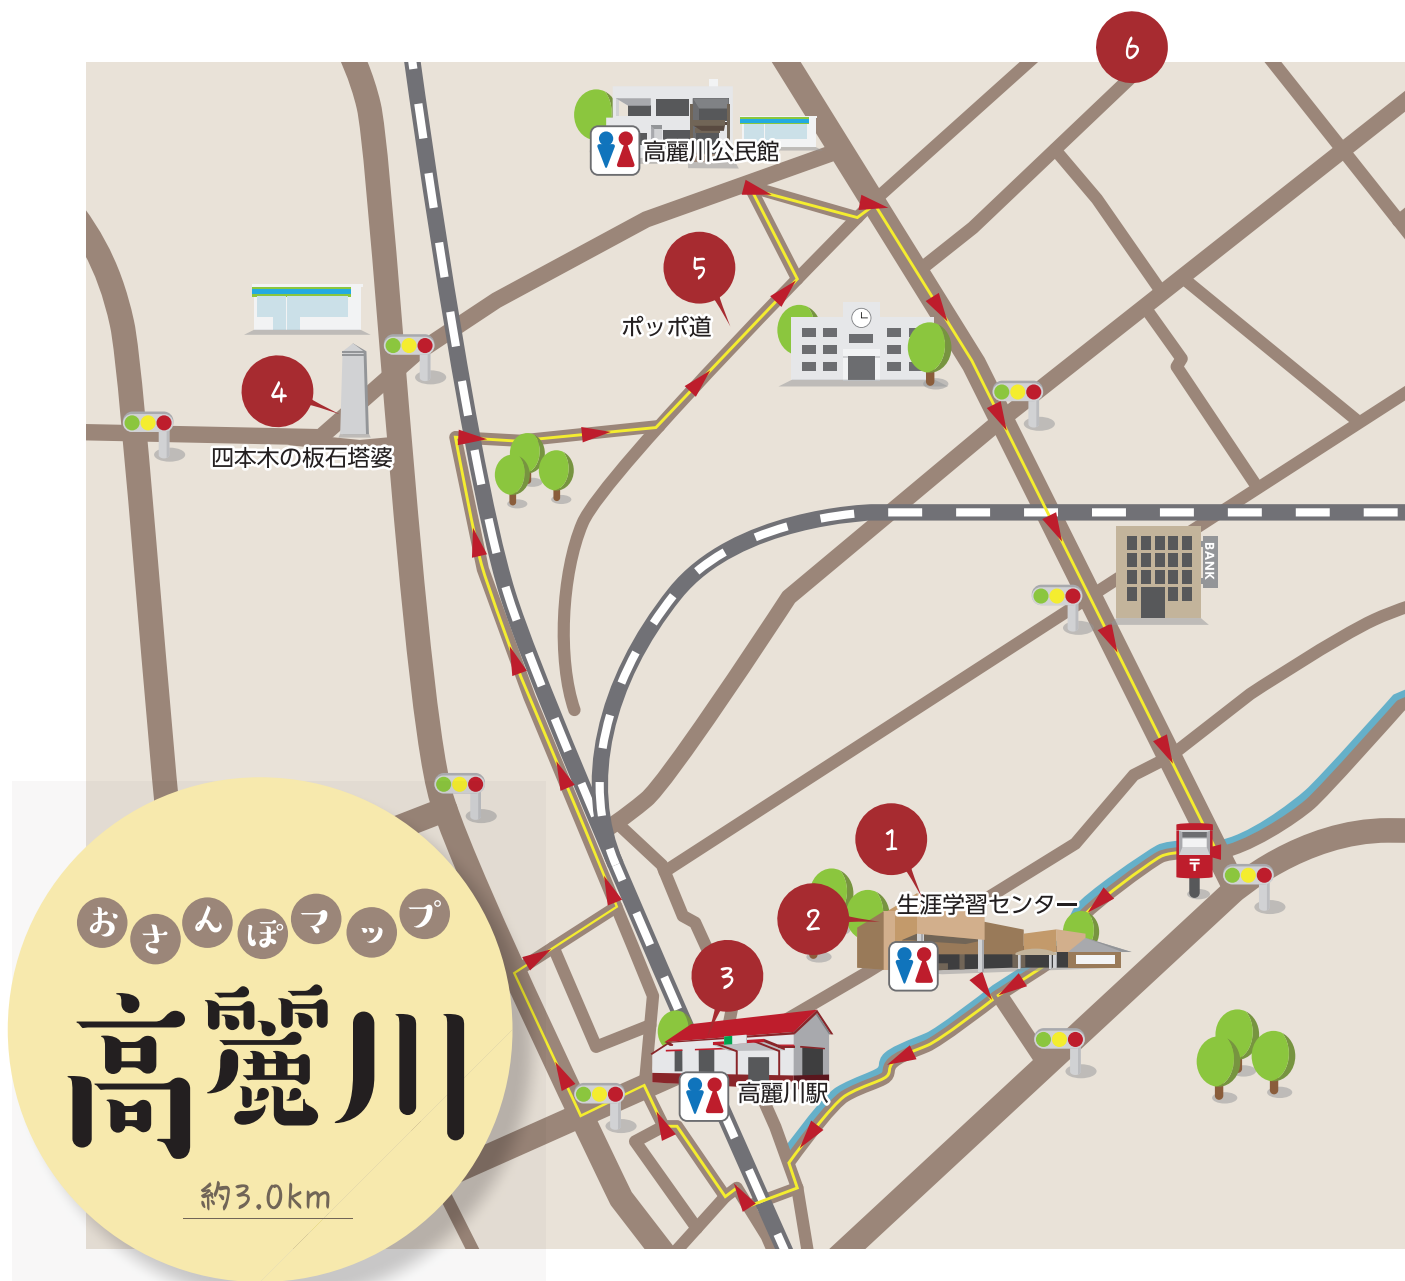 6
高麗川公民館
5
ポッポ道
4
四本木の板石塔婆
BANK
1
生涯学習センター
2
3
〒
高麗川駅
おさんぽマップ
高麗川
約3.0km